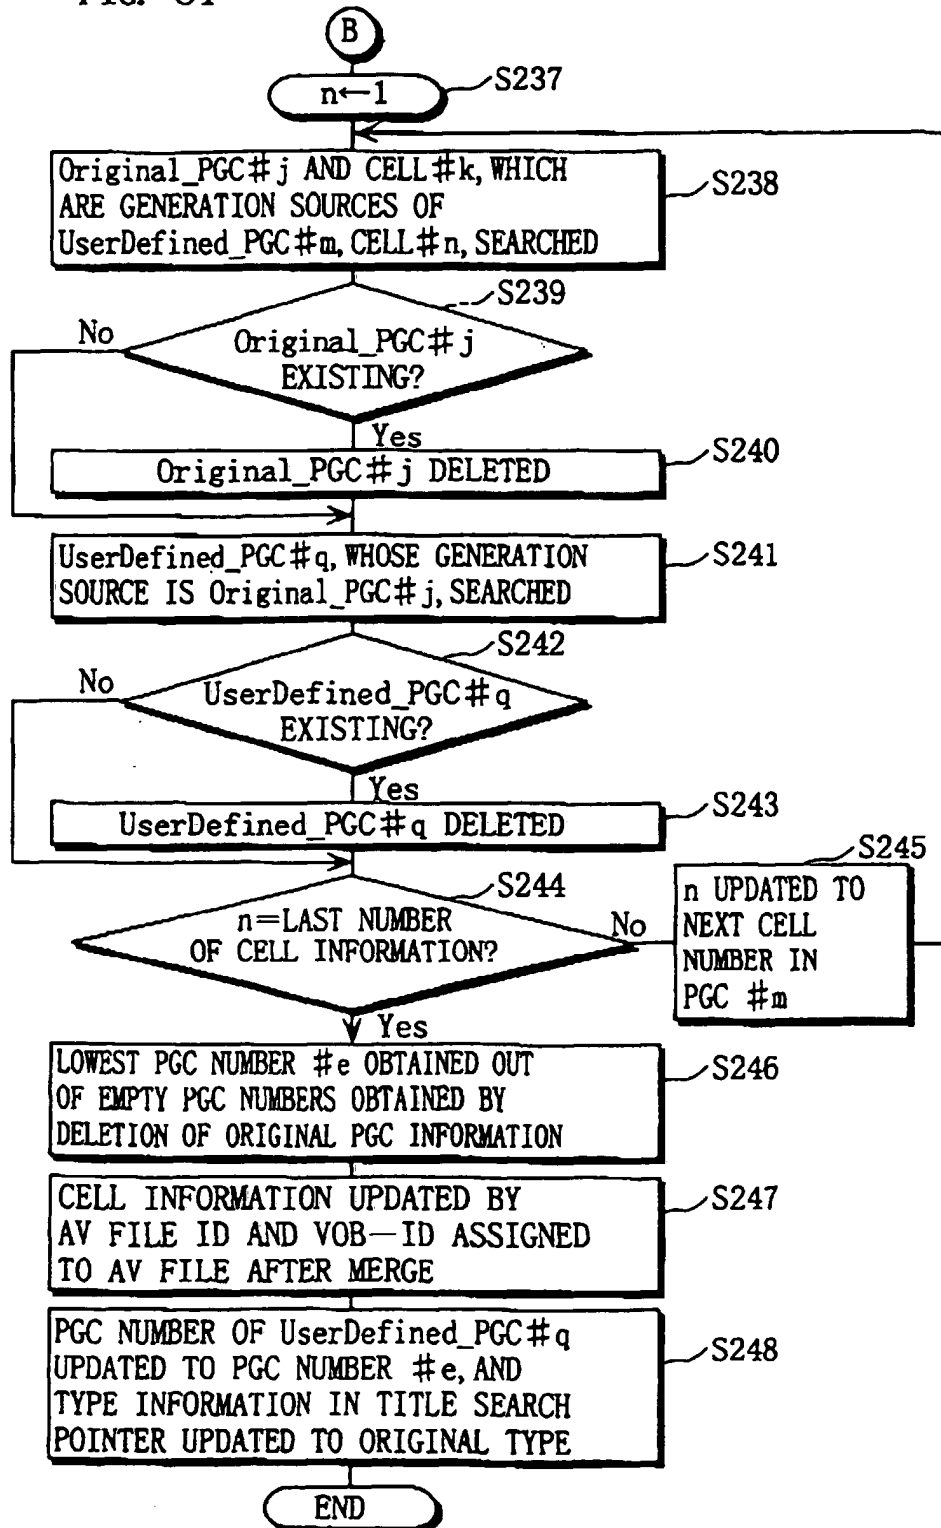 B
n←1
S237
Original_PGC#j AND CELL#k, WHICH
ARE GENERATION SOURCES OF
UserDefined_PGC#m, CELL#n, SEARCHED
S238
S239
No
Original_PGC#j
EXISTING?
Yes
Original_PGC#j DELETED
S240
UserDefined_PGC#q, WHOSE GENERATION
SOURCE IS Original_PGC#j, SEARCHED
S241
S242
No
UserDefined_PGC#q
EXISTING?
Yes
UserDefined_PGC#q DELETED
S243
S244
n=LAST NUMBER
OF CELL INFORMATION?
No
S245
n UPDATED TO
NEXT CELL
NUMBER IN
PGC #m
Yes
LOWEST PGC NUMBER #e OBTAINED OUT
OF EMPTY PGC NUMBERS OBTAINED BY
DELETION OF ORIGINAL PGC INFORMATION
S246
CELL INFORMATION UPDATED BY
AV FILE ID AND VOB-ID ASSIGNED
TO AV FILE AFTER MERGE
S247
PGC NUMBER OF UserDefined_PGC#q
UPDATED TO PGC NUMBER #e, AND
TYPE INFORMATION IN TITLE SEARCH
POINTER UPDATED TO ORIGINAL TYPE
S248
END